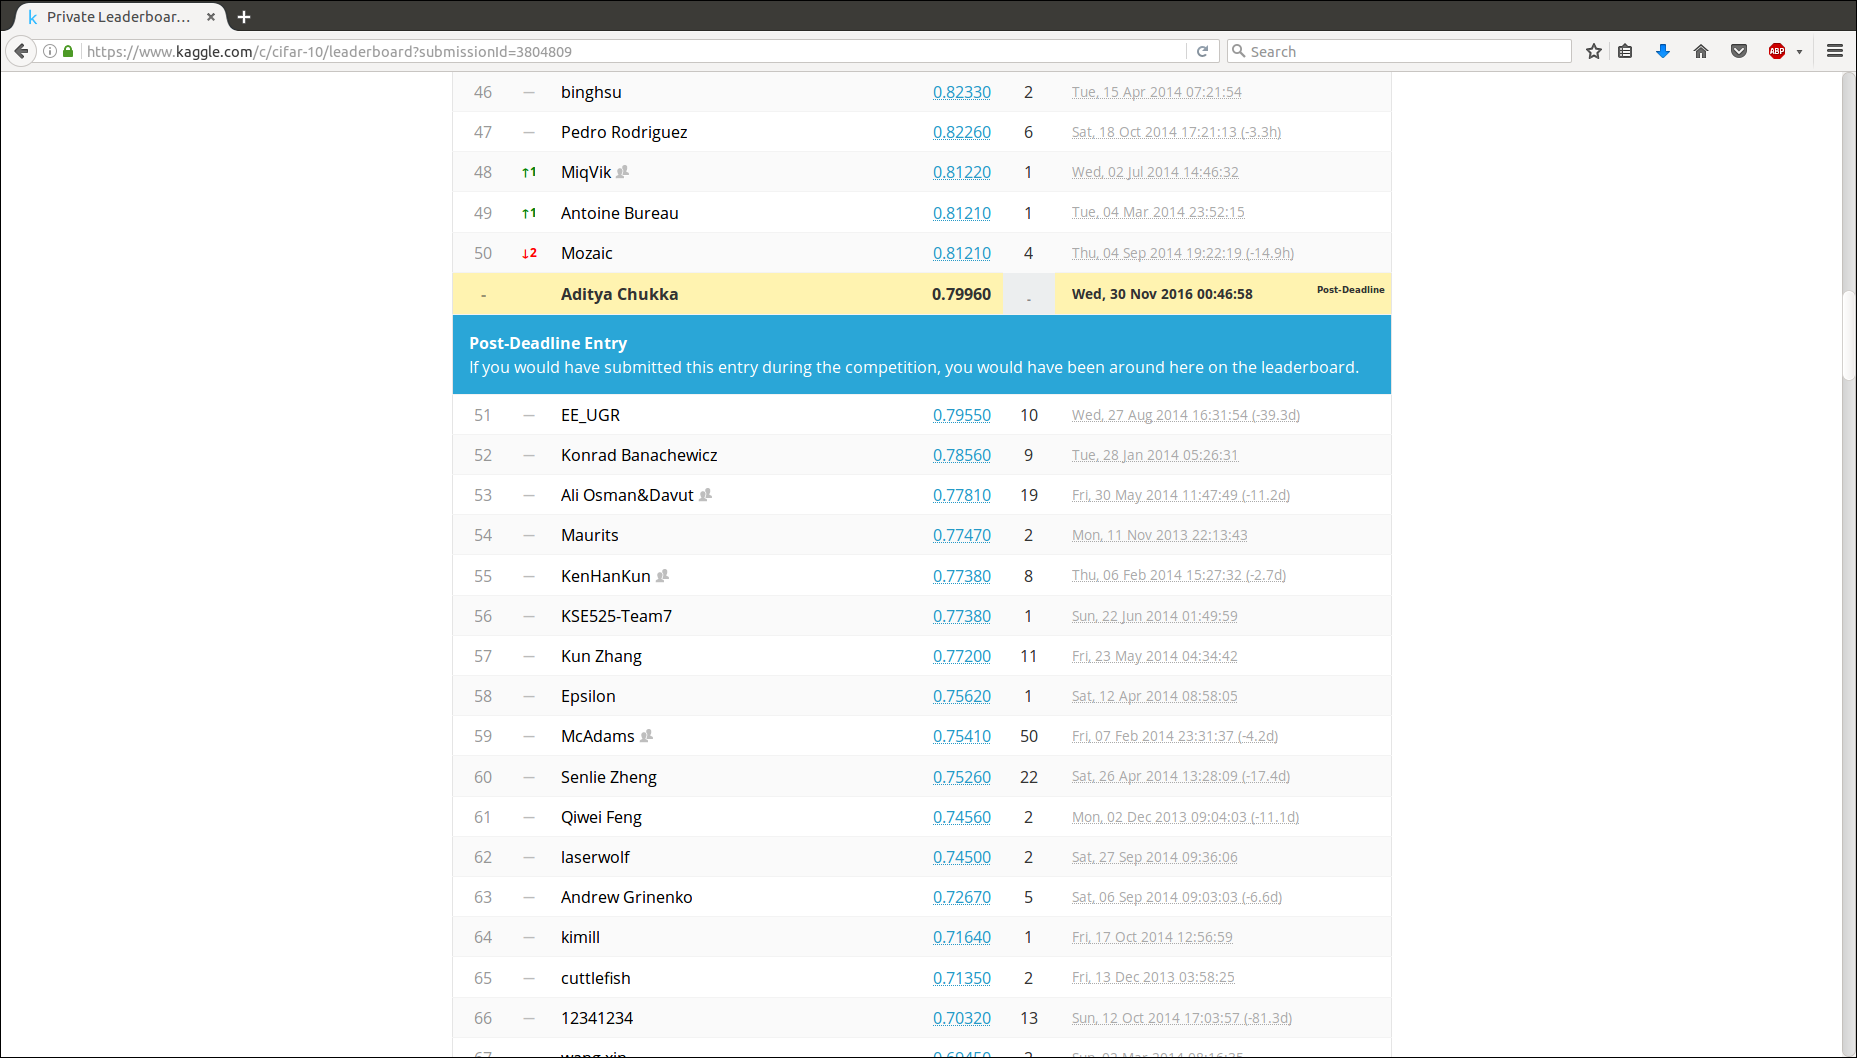 Private Leaderboar...
https://www.kaggle.com/c/cifar-10/leaderboard?submissionId=3804809
Search
ABP
46 — binghsu 0.82330 2 Tue, 15 Apr 2014 07:21:54
47 — Pedro Rodriguez 0.82260 6 Sat, 18 Oct 2014 17:21:13 (-3.3h)
48 ↑1 MiqVik 0.81220 1 Wed, 02 Jul 2014 14:46:32
49 ↑1 Antoine Bureau 0.81210 1 Tue, 04 Mar 2014 23:52:15
50 ↓2 Mozaic 0.81210 4 Thu, 04 Sep 2014 19:22:19 (-14.9h)
- Aditya Chukka 0.79960 - Wed, 30 Nov 2016 00:46:58 Post-Deadline
Post-Deadline Entry
If you would have submitted this entry during the competition, you would have been around here on the leaderboard.
51 — EE_UGR 0.79550 10 Wed, 27 Aug 2014 16:31:54 (-39.3d)
52 — Konrad Banachewicz 0.78560 9 Tue, 28 Jan 2014 05:26:31
53 — Ali Osman&Davut 0.77810 19 Fri, 30 May 2014 11:47:49 (-11.2d)
54 — Maurits 0.77470 2 Mon, 11 Nov 2013 22:13:43
55 — KenHanKun 0.77380 8 Thu, 06 Feb 2014 15:27:32 (-2.7d)
56 — KSE525-Team7 0.77380 1 Sun, 22 Jun 2014 01:49:59
57 — Kun Zhang 0.77200 11 Fri, 23 May 2014 04:34:42
58 — Epsilon 0.75620 1 Sat, 12 Apr 2014 08:58:05
59 — McAdams 0.75410 50 Fri, 07 Feb 2014 23:31:37 (-4.2d)
60 — Senlie Zheng 0.75260 22 Sat, 26 Apr 2014 13:28:09 (-17.4d)
61 — Qiwei Feng 0.74560 2 Mon, 02 Dec 2013 09:04:03 (-11.1d)
62 — laserwolf 0.74500 2 Sat, 27 Sep 2014 09:36:06
63 — Andrew Grinenko 0.72670 5 Sat, 06 Sep 2014 09:03:03 (-6.6d)
64 — kimill 0.71640 1 Fri, 17 Oct 2014 12:56:59
65 — cuttlefish 0.71350 2 Fri, 13 Dec 2013 03:58:25
66 — 12341234 0.70320 13 Sun, 12 Oct 2014 17:03:57 (-81.3d)
67 — wang xin 0.69450 2